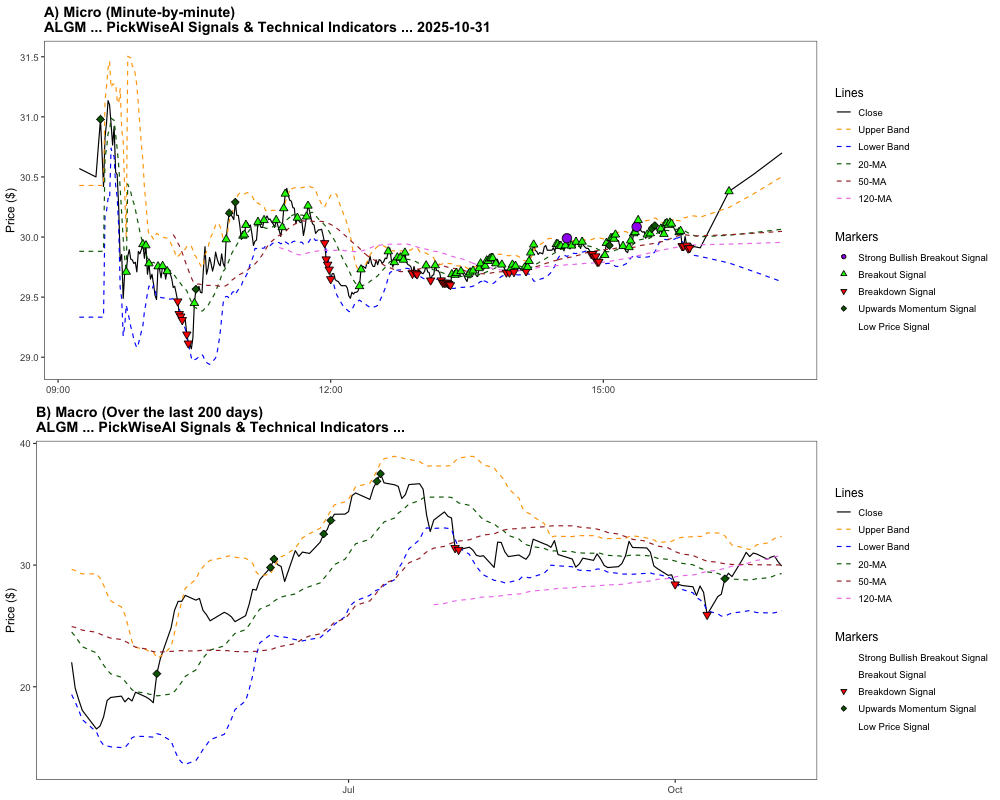 A) Micro (Minute-by-minute)
ALGM ... PickWiseAI Signals & Technical Indicators ... 2025-10-31
31.5
31.0
30.5
30.0
29.5
29.0
Price ($)
09:00
12:00
15:00
Lines
Close
Upper Band
Lower Band
20-MA
50-MA
120-MA
Markers
Strong Bullish Breakout Signal
Breakout Signal
Breakdown Signal
Upwards Momentum Signal
Low Price Signal
B) Macro (Over the last 200 days)
ALGM ... PickWiseAI Signals & Technical Indicators ...
40
30
20
Price ($)
Jul
Oct
Lines
Close
Upper Band
Lower Band
20-MA
50-MA
120-MA
Markers
Strong Bullish Breakout Signal
Breakout Signal
Breakdown Signal
Upwards Momentum Signal
Low Price Signal